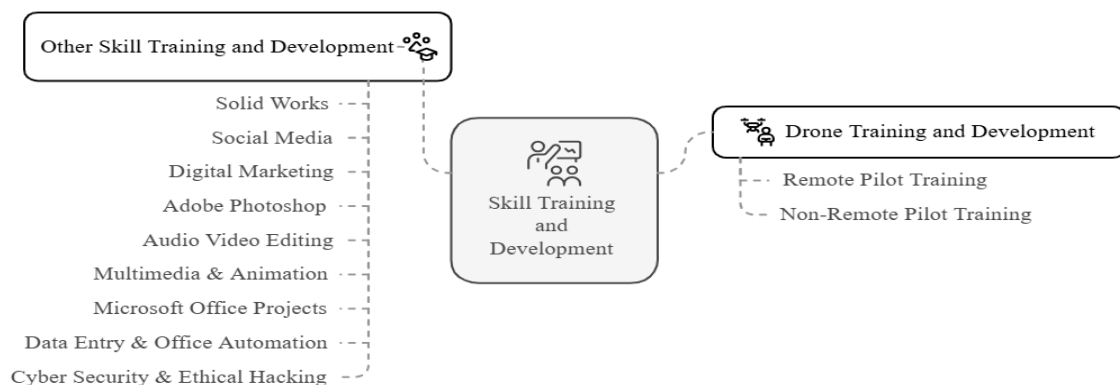 Other Skill Training and Development
Solid Works
Social Media
Digital Marketing
Adobe Photoshop
Audio Video Editing
Multimedia & Animation
Microsoft Office Projects
Data Entry & Office Automation
Cyber Security & Ethical Hacking
Skill Training
and
Development
Drone Training and Development
Remote Pilot Training
Non-Remote Pilot Training